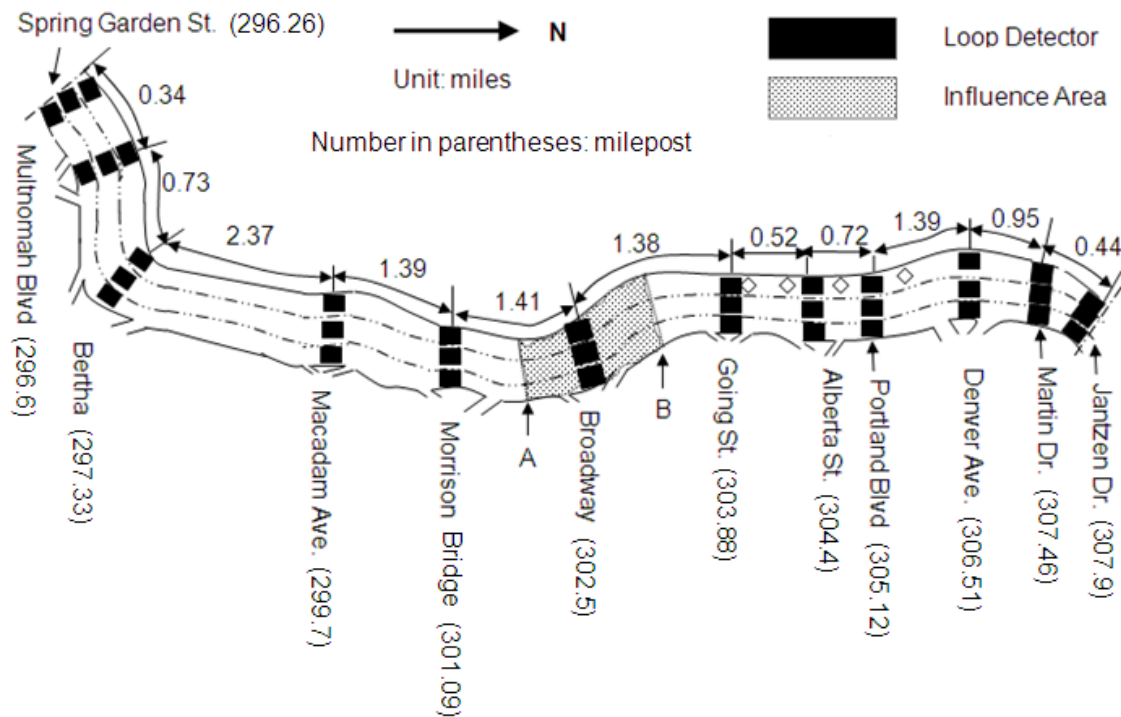 Spring Garden St. (296.26)
N
Unit: miles
Number in parentheses: milepost
Loop Detector
Influence Area
0.34
0.73
2.37
1.39
1.41
1.38
0.52
0.72
1.39
0.95
0.44
A
B
Multnomah Blvd (296.6)
Bertha (297.33)
Macadam Ave. (299.7)
Morrison Bridge (301.09)
Broadway (302.5)
Going St. (303.88)
Alberta St. (304.4)
Portland Blvd (305.12)
Denver Ave. (306.51)
Martin Dr. (307.46)
Jantzen Dr. (307.9)